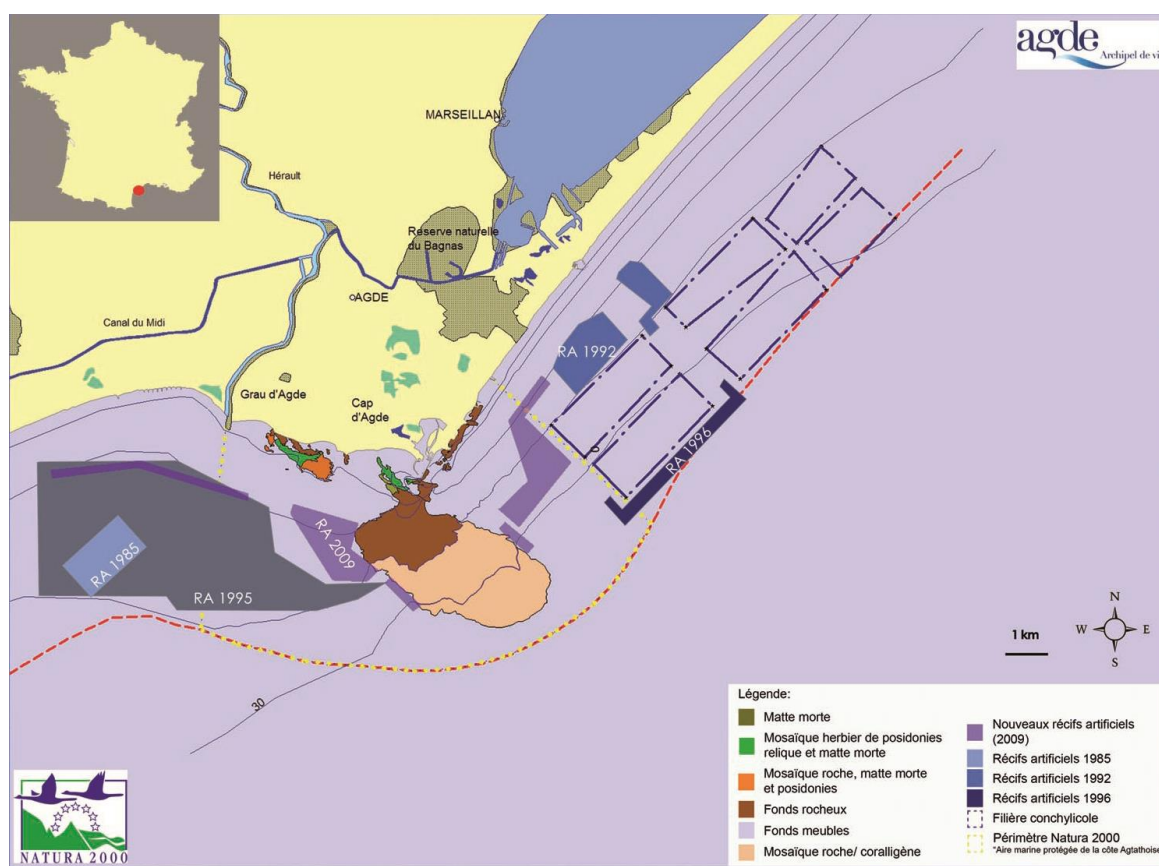 agde
Archipel de vi
MARSEILLAN
Hérault
Réserve naturelle
du Bagnas
AGDE
Canal du Midi
RA 1992
Grau d'Agde
Cap
d'Agde
RA 1996
RA 2009
RA 1985
RA 1995
30
N
W E
S
1 km
Légende:
Matte morte
Mosaïque herbier de posidonies
relique et matte morte
Mosaïque roche, matte morte
et posidonies
Fonds rocheux
Fonds meubles
Mosaïque roche/ coralligène
Nouveaux récifs artificiels
(2009)
Récifs artificiels 1985
Récifs artificiels 1992
Récifs artificiels 1996
Filière conchylicole
Périmètre Natura 2000
*Aire marine protégée de la côte Agathoise
NATURA 2000